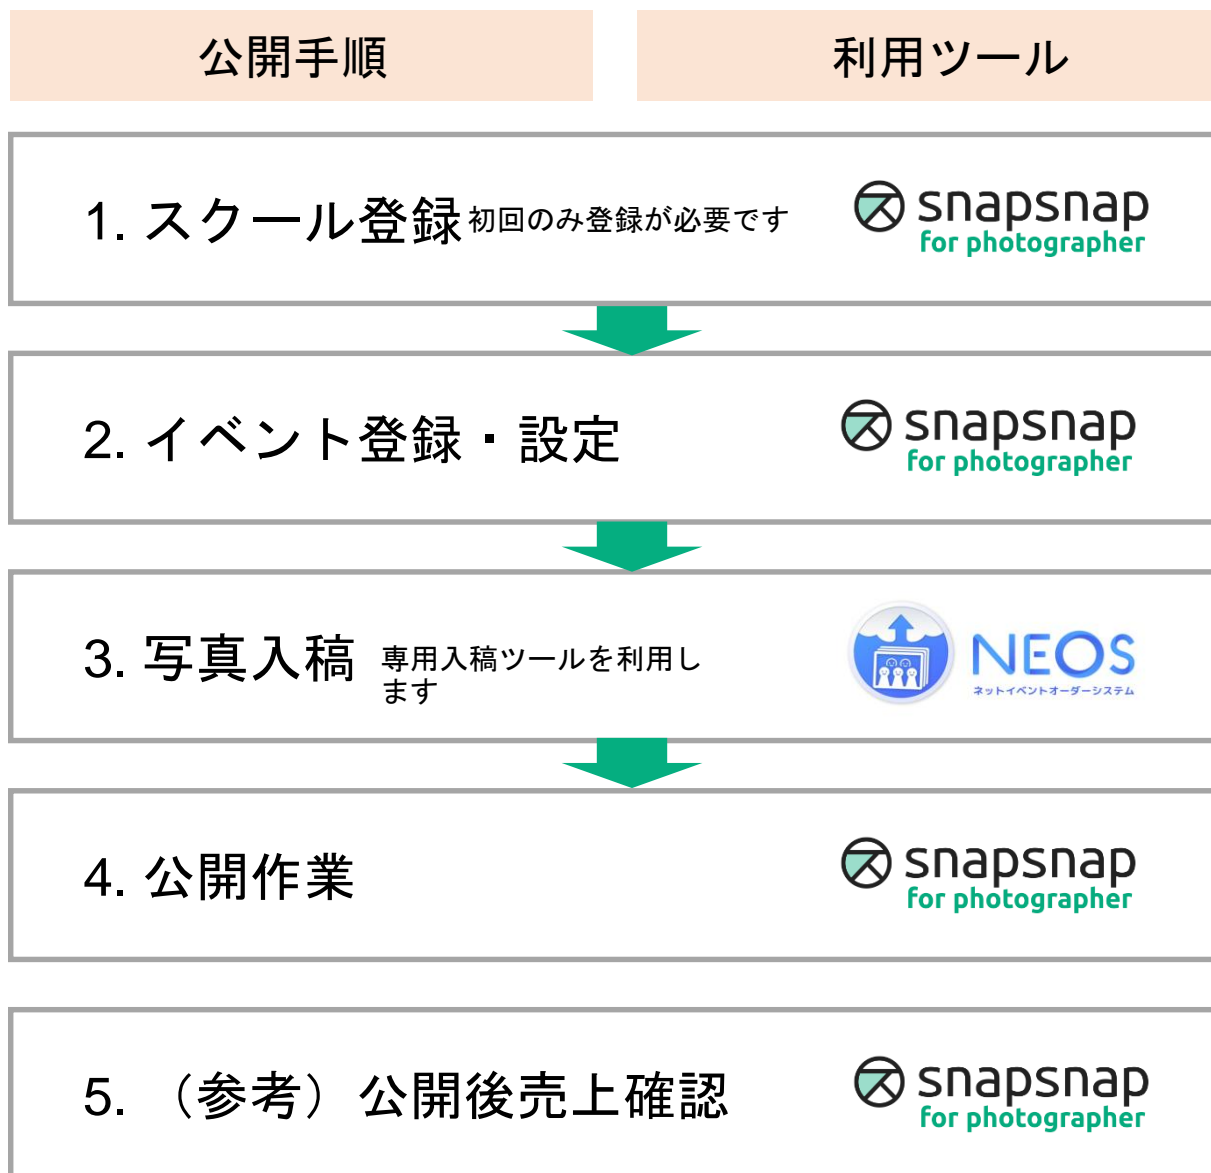 公開手順
利用ツール
1. スクール登録 初回のみ登録が必要です
snapsnap
for photographer
2. イベント登録・設定
snapsnap
for photographer
3. 写真入稿
専用入稿ツールを利用し
ます
NEOS
ネットイベントオーダーシステム
4. 公開作業
snapsnap
for photographer
5. （参考）公開後売上確認
snapsnap
for photographer